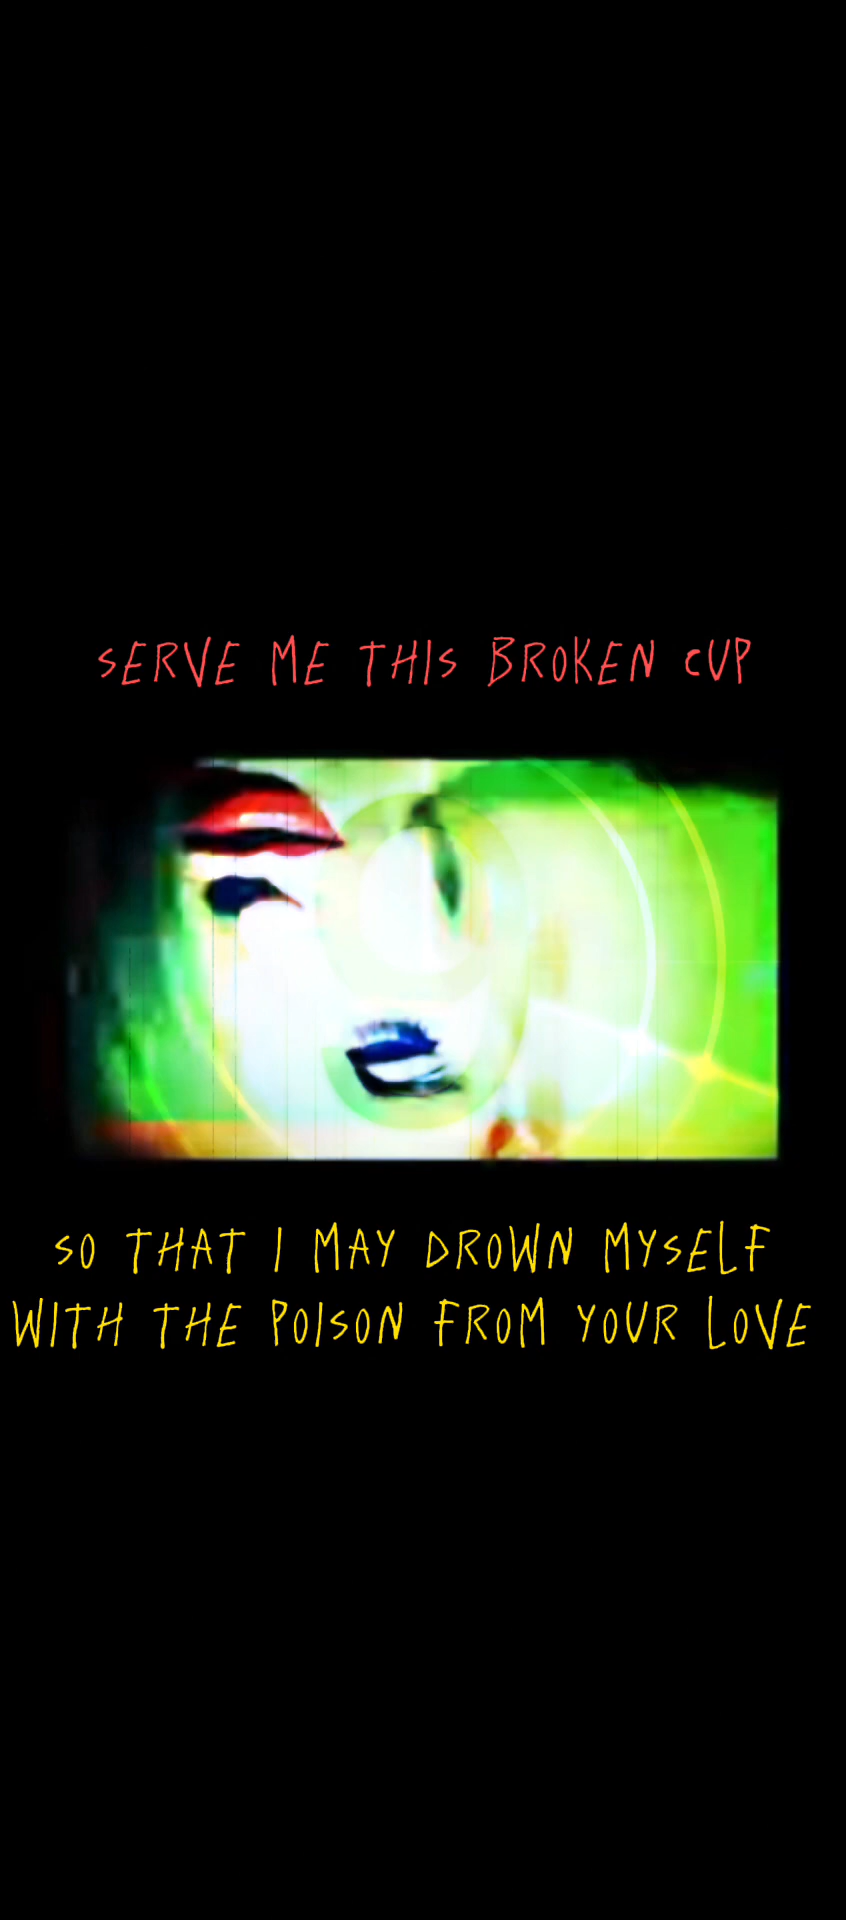 SERVE ME THIS BROKEN CUP
SO THAT I MAY DROWN MYSELF
WITH THE POISON FROM YOUR LOVE